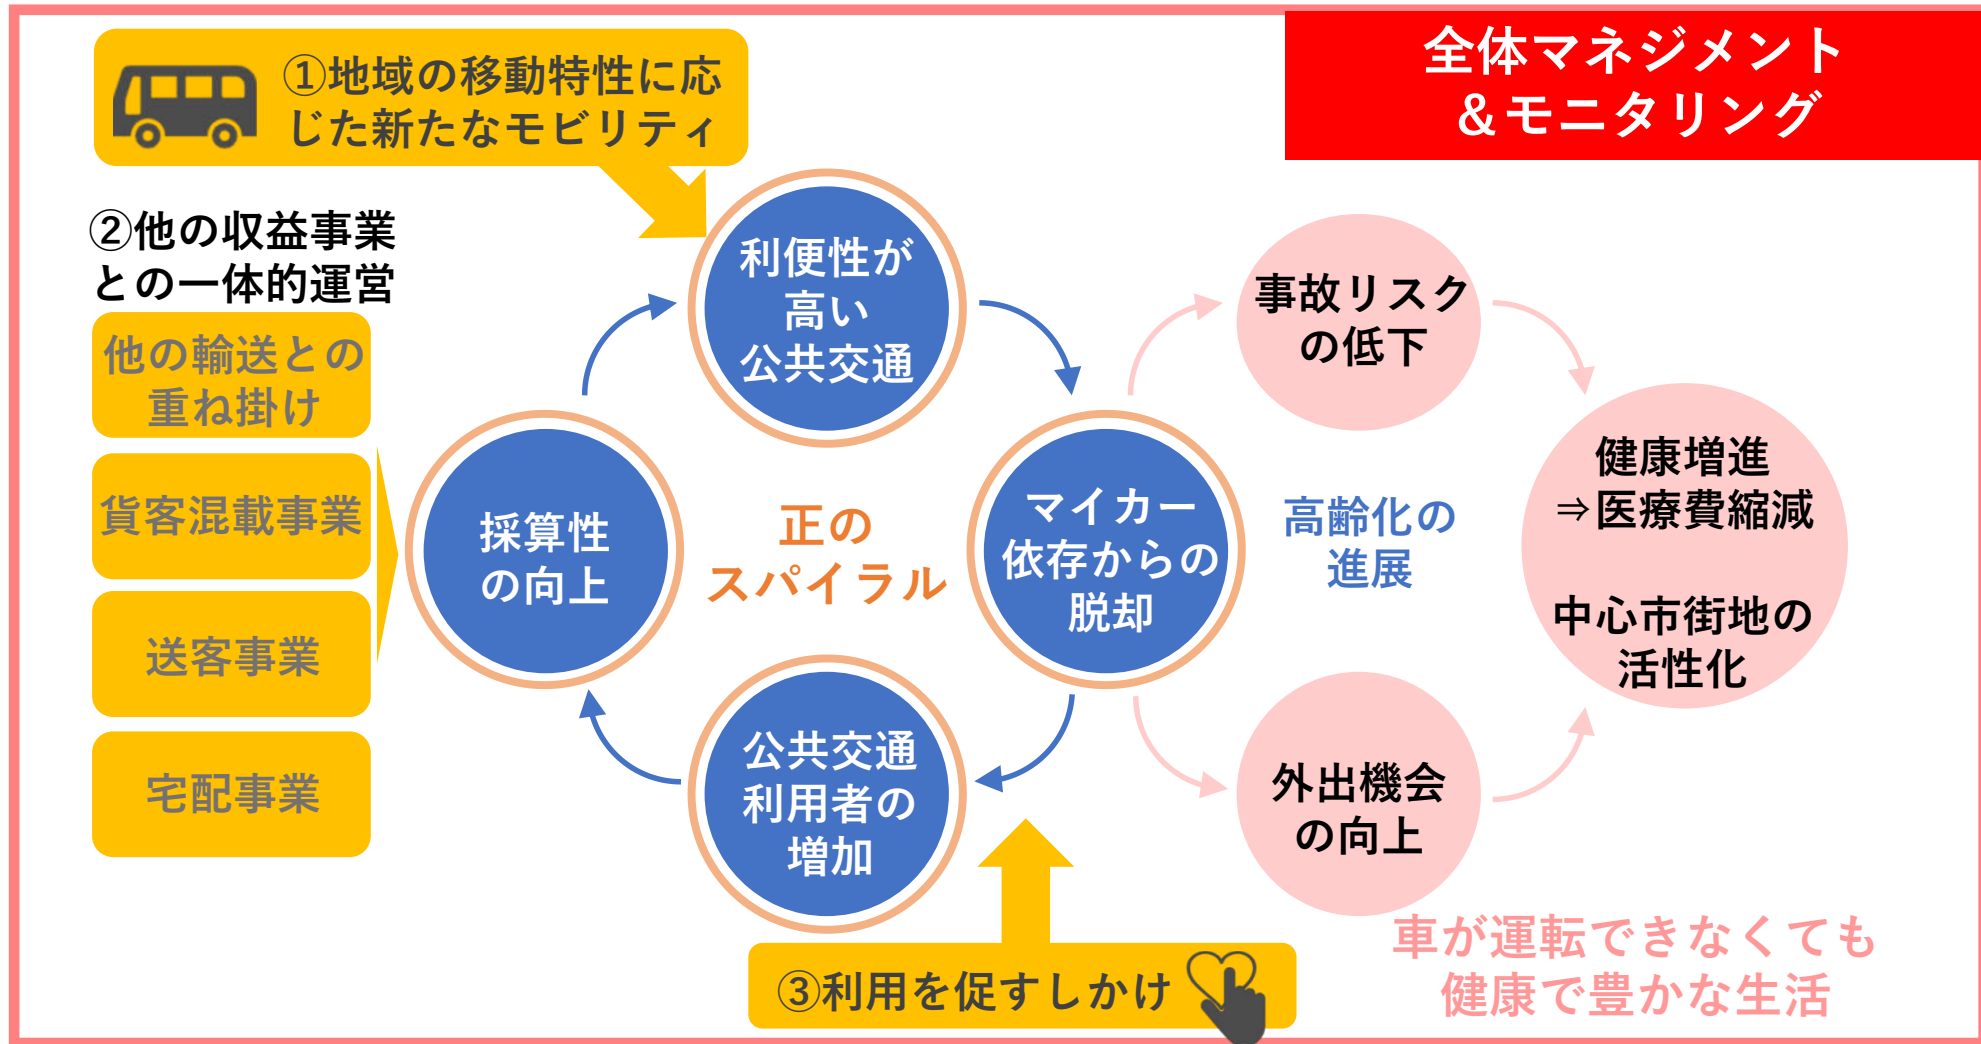 ①地域の移動特性に応
じた新たなモビリティ
全体マネジメント
＆モニタリング
②他の収益事業
との一体的運営
他の輸送との
重ね掛け
貨客混載事業
送客事業
宅配事業
利便性が
高い
公共交通
採算性
の向上
正の
スパイラル
マイカー
依存からの
脱却
公共交通
利用者の
増加
③利用を促すしかけ
事故リスク
の低下
高齢化の
進展
外出機会
の向上
健康増進
⇒医療費縮減
中心市街地の
活性化
車が運転できなくても
健康で豊かな生活